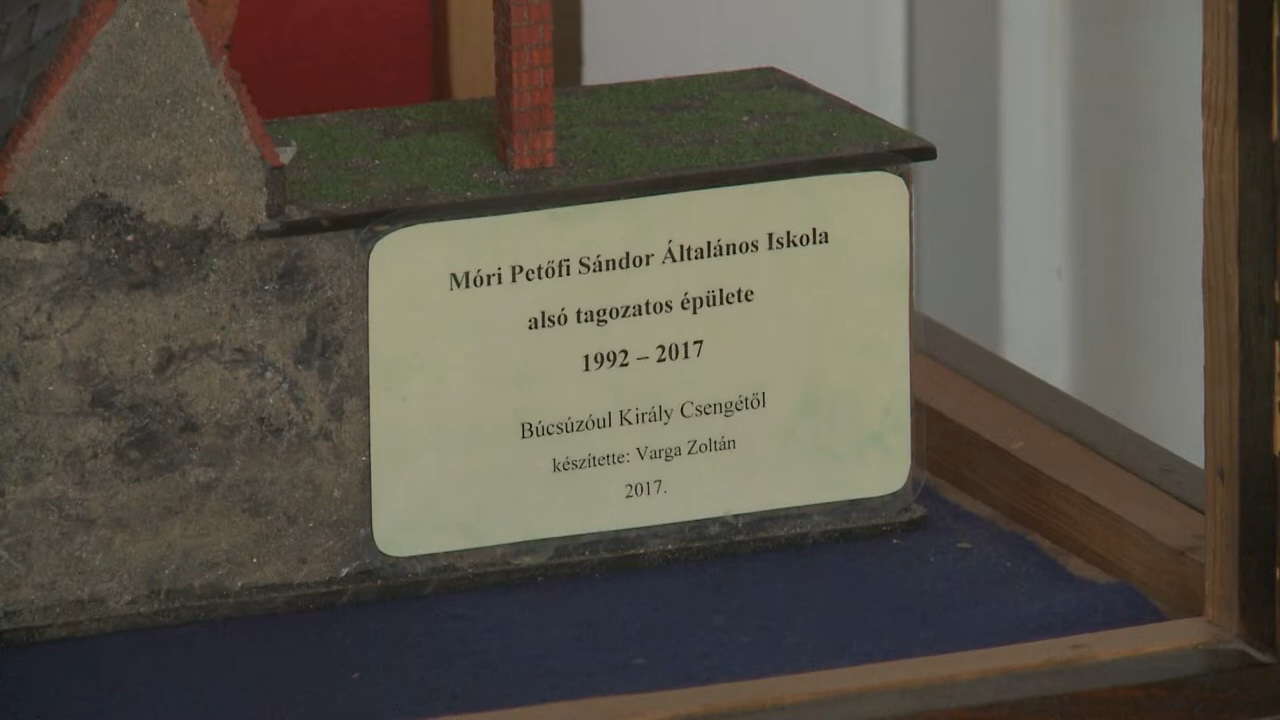 Móri Petőfi Sándor Általános Iskola
alsó tagozatos épülete
1992 – 2017
Búcsúzóul Király Csengétől
készítette: Varga Zoltán
2017.